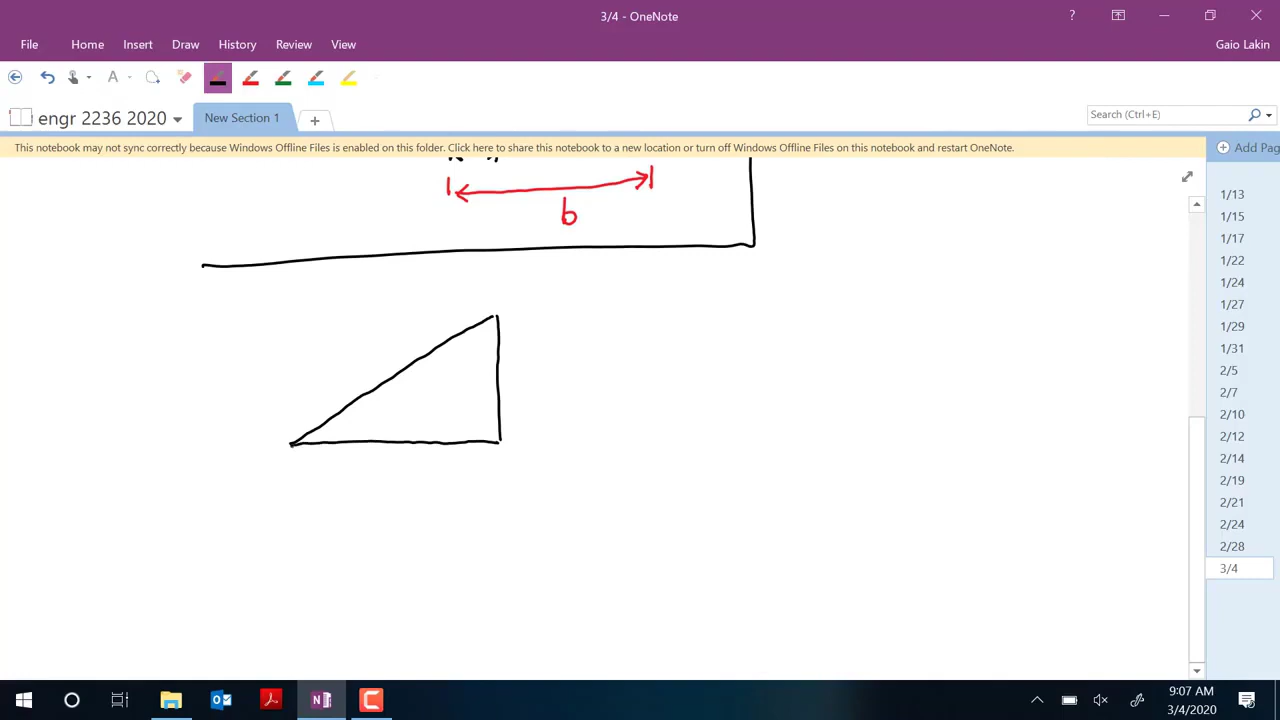 3/4 - OneNote
?
File Home Insert Draw History Review View
Gaio Lakin
A
engr 2236 2020
New Section 1
+
Search (Ctrl+E)
This notebook may not sync correctly because Windows Offline Files is enabled on this folder. Click here to share this notebook to a new location or turn off Windows Offline Files on this notebook and restart OneNote.
Add Pag
b
1/13
1/15
1/17
1/22
1/24
1/27
1/29
1/31
2/5
2/7
2/10
2/12
2/14
2/19
2/21
2/24
2/28
3/4
9:07 AM
3/4/2020